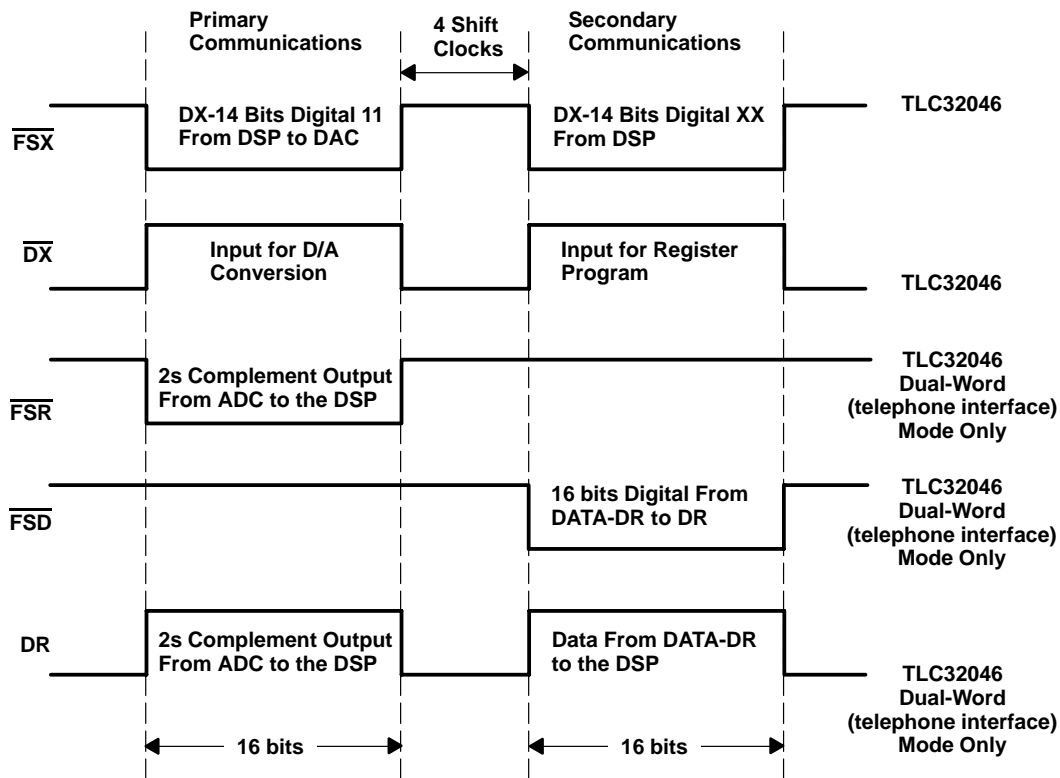 Primary
Communications
4 Shift
Clocks
Secondary
Communications
FSX
DX-14 Bits Digital 11
From DSP to DAC
DX-14 Bits Digital XX
From DSP
TLC32046
DX
Input for D/A
Conversion
Input for Register
Program
TLC32046
FSR
2s Complement Output
From ADC to the DSP
TLC32046
Dual-Word
(telephone interface)
Mode Only
FSD
16 bits Digital From
DATA-DR to DR
TLC32046
Dual-Word
(telephone interface)
Mode Only
DR
2s Complement Output
From ADC to the DSP
Data From DATA-DR
to the DSP
TLC32046
Dual-Word
(telephone interface)
Mode Only
16 bits
16 bits